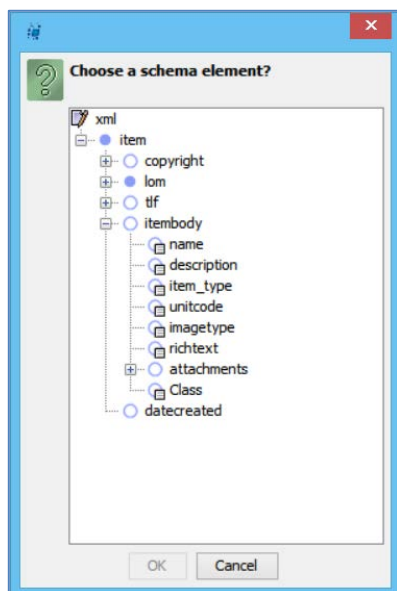 Choose a schema element?
xml
item
copyright
lom
tlf
itembody
name
description
item_type
unitcode
imagetype
richtext
attachments
Class
datecreated
OK Cancel